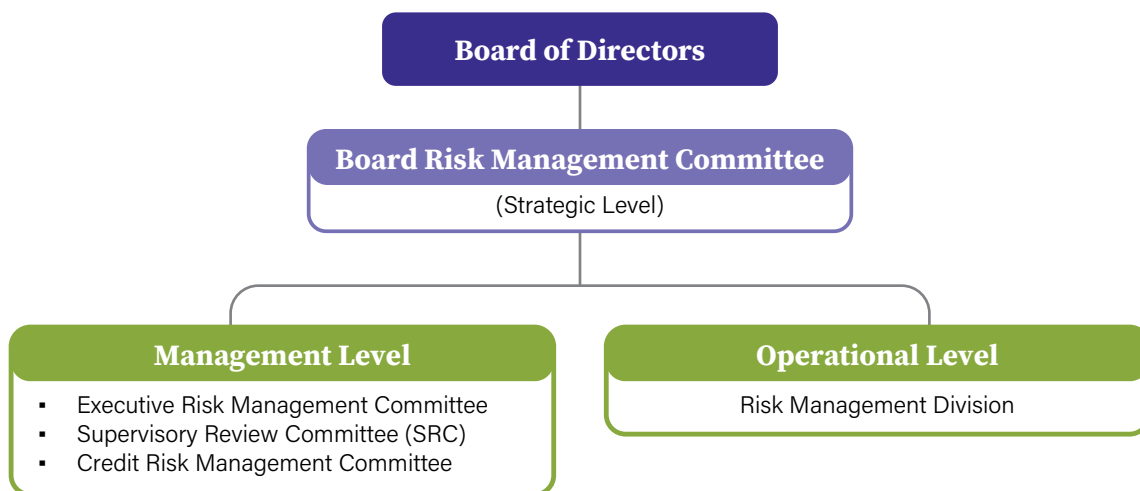 Board of Directors
Board Risk Management Committee
(Strategic Level)
Management Level
▪ Executive Risk Management Committee
▪ Supervisory Review Committee (SRC)
▪ Credit Risk Management Committee
Operational Level
Risk Management Division